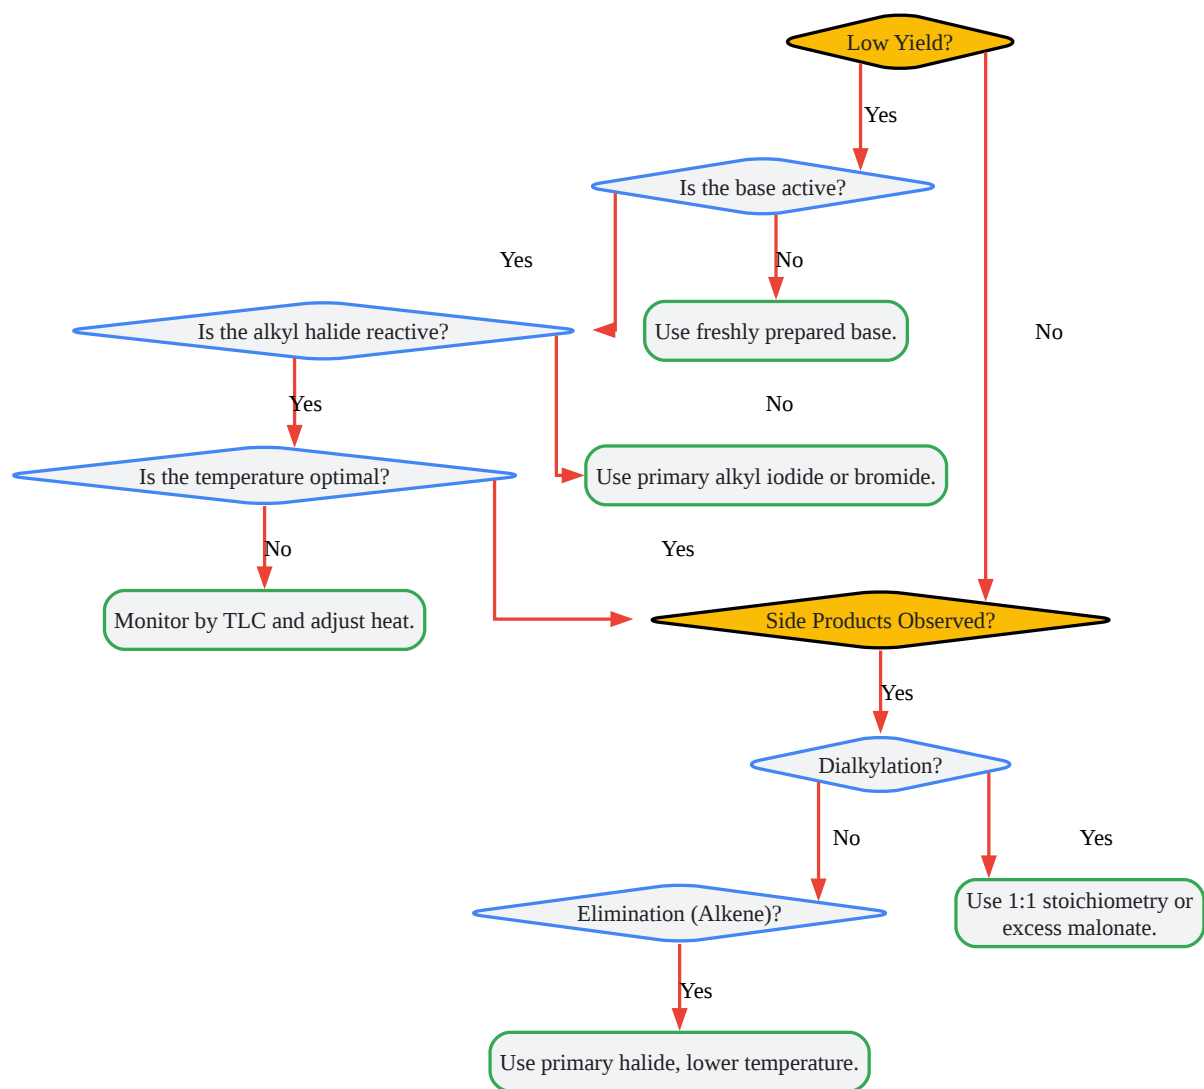 Low Yield?
Yes
Is the base active?
Yes
No
Is the alkyl halide reactive?
Use freshly prepared base.
No
Yes
No
Is the temperature optimal?
Use primary alkyl iodide or bromide.
No
Yes
Monitor by TLC and adjust heat.
Side Products Observed?
Yes
Dialkylation?
No
Yes
Elimination (Alkene)?
Use 1:1 stoichiometry or
excess malonate.
Yes
Use primary halide, lower temperature.